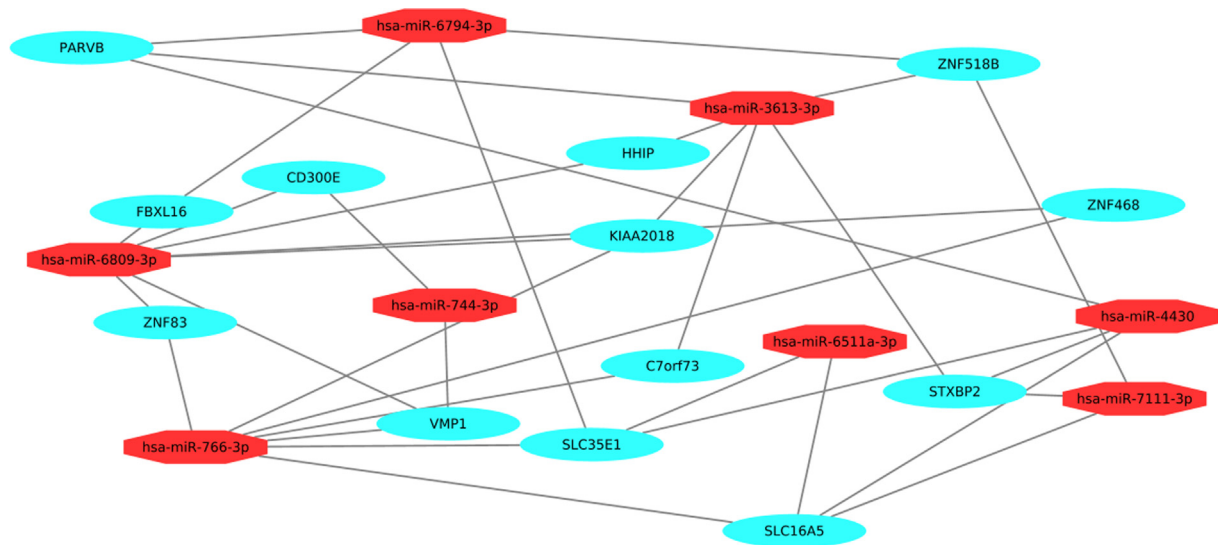 hsa-miR-6794-3p
PARVB
ZNF518B
hsa-miR-3613-3p
HHIP
CD300E
FBXL16
ZNF468
KIAA2018
hsa-miR-6809-3p
hsa-miR-744-3p
hsa-miR-4430
ZNF83
hsa-miR-6511a-3p
C7orf73
STXBP2
hsa-miR-7111-3p
VMP1
hsa-miR-766-3p
SLC35E1
SLC16A5